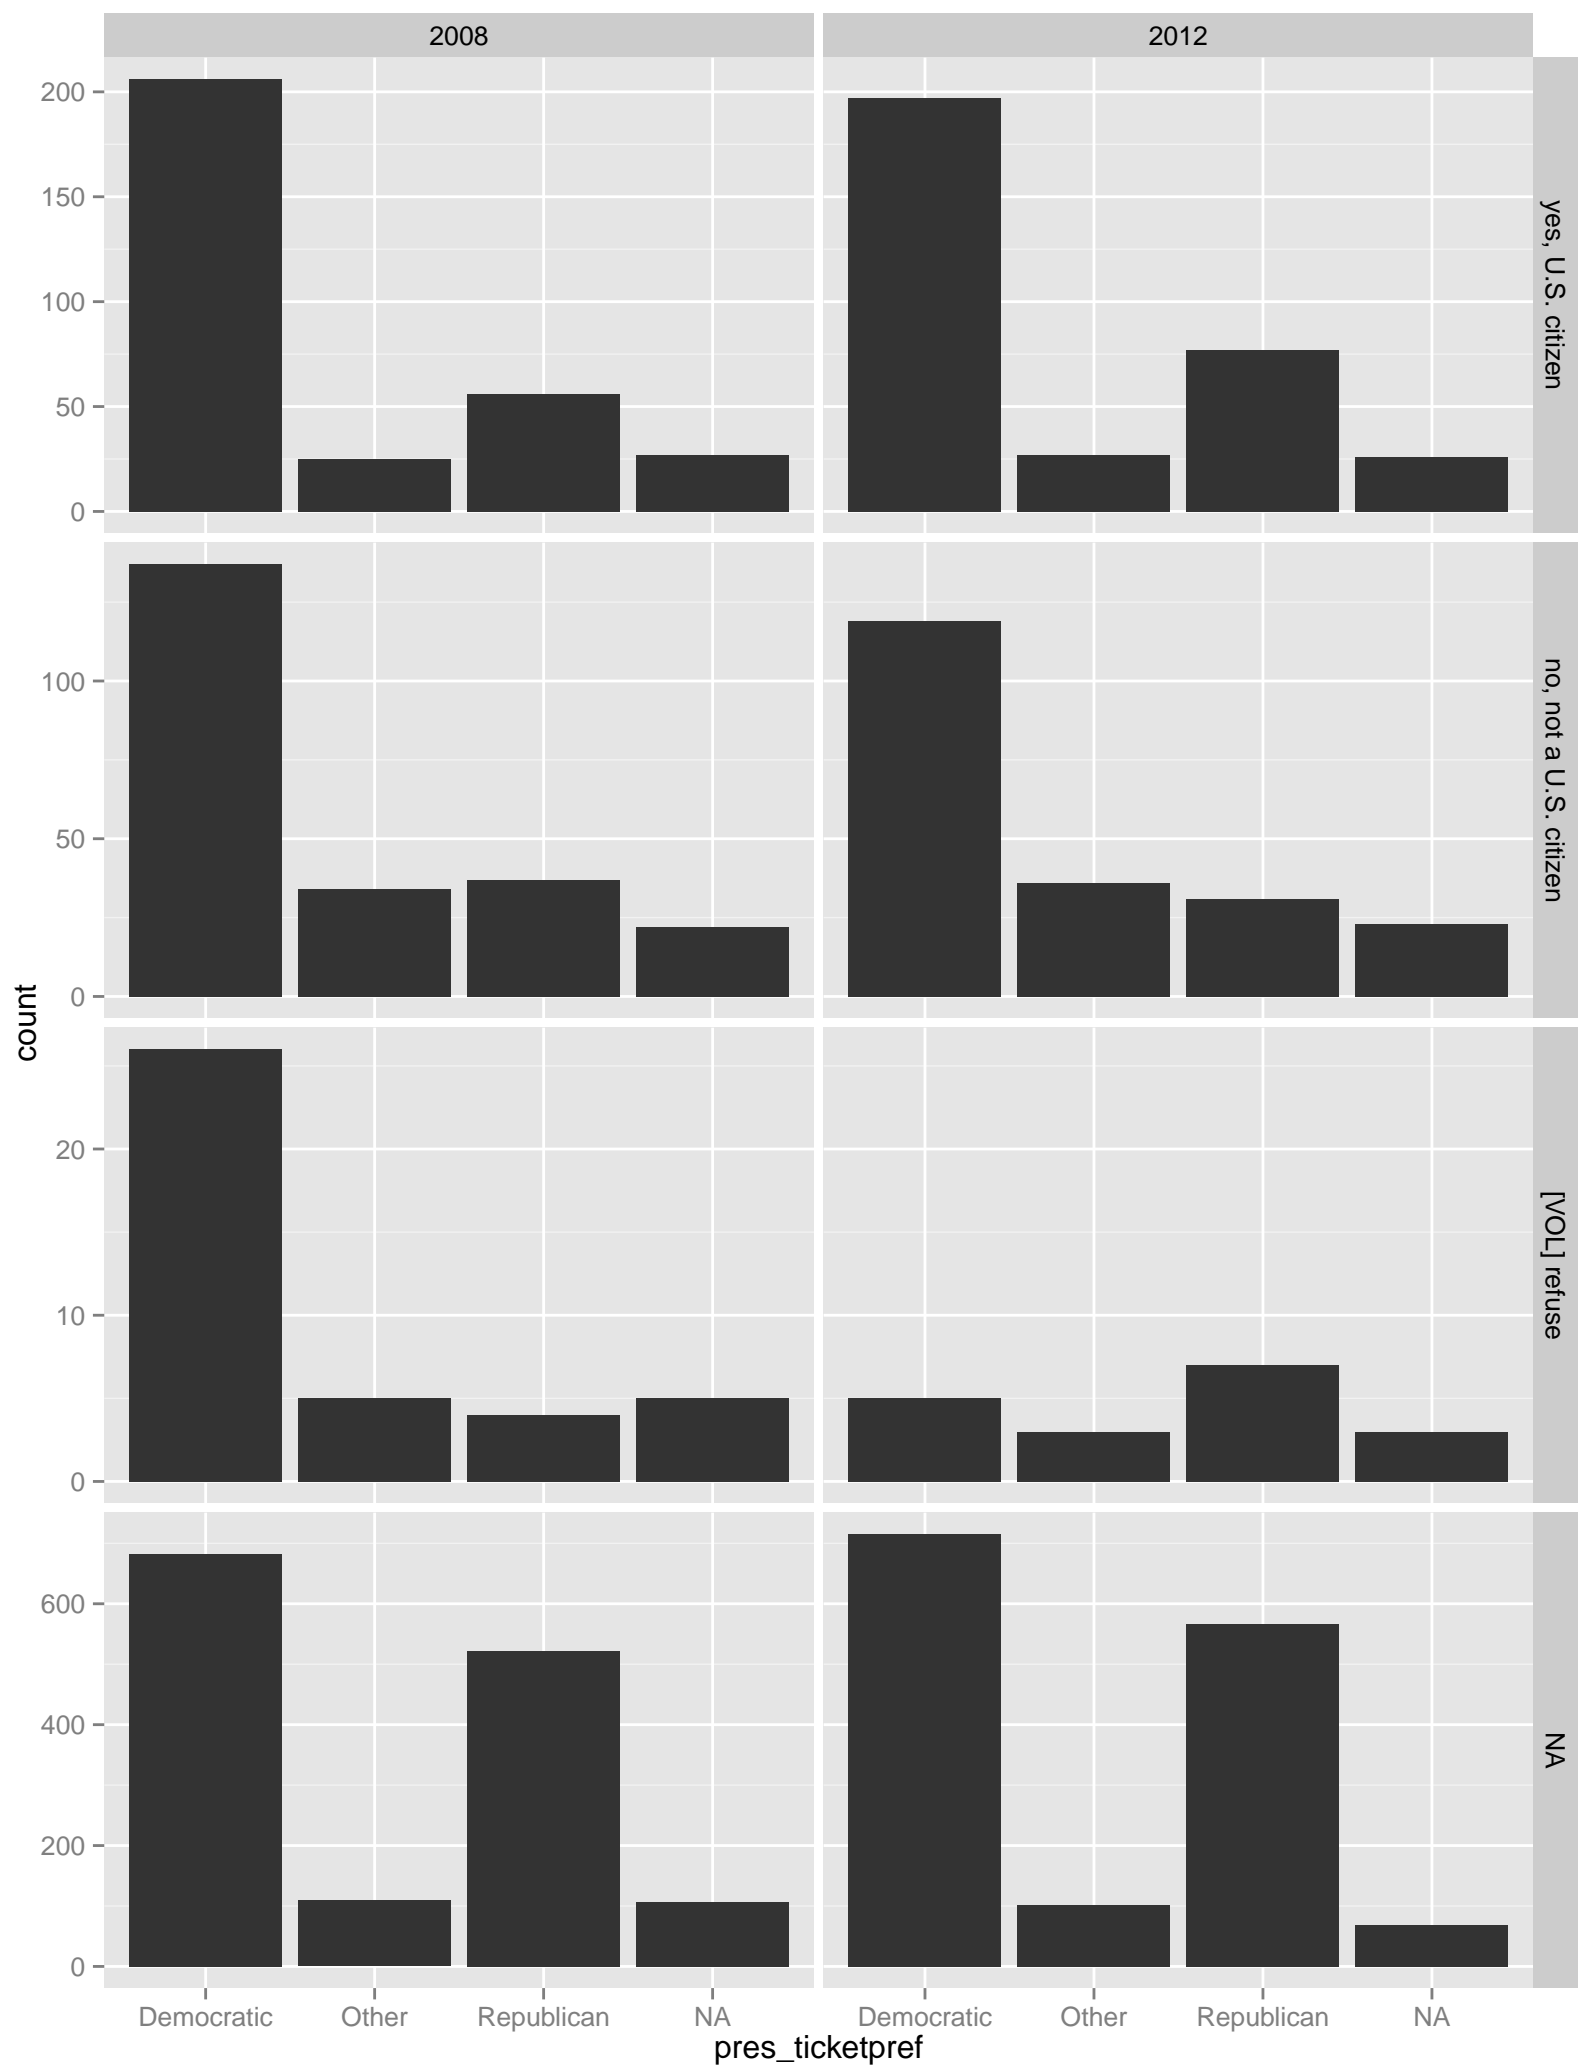 2008
2012
200
150
100
50
0
yes, U.S. citizen
100
50
0
no, not a U.S. citizen
count
20
10
0
[VOL] refuse
600
400
200
0
NA
Democratic Other Republican NA Democratic Other Republican NA
pres_ticketpref